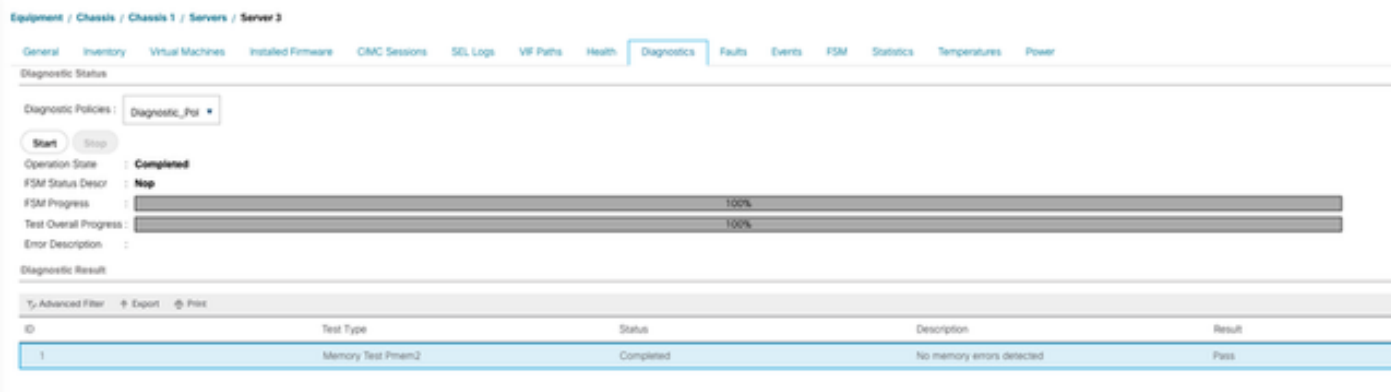 Equipment / Chassis / Chassis 1 / Servers / Server 3
General Inventory Virtual Machines Installed Firmware CIMC Sessions SEL Logs VIF Paths Health Diagnostics Faults Events FSM Statistics Temperatures Power
Diagnostic Status
Diagnostic Policies : Diagnostic_Pol
Start Stop
Operation State : Completed
FSM Status Descr : Nop
FSM Progress : 100%
Test Overall Progress : 100%
Error Description :
Diagnostic Result
Advanced Filter Export Print
ID Test Type Status Description Result
1 Memory Test Pmem2 Completed No memory errors detected Pass